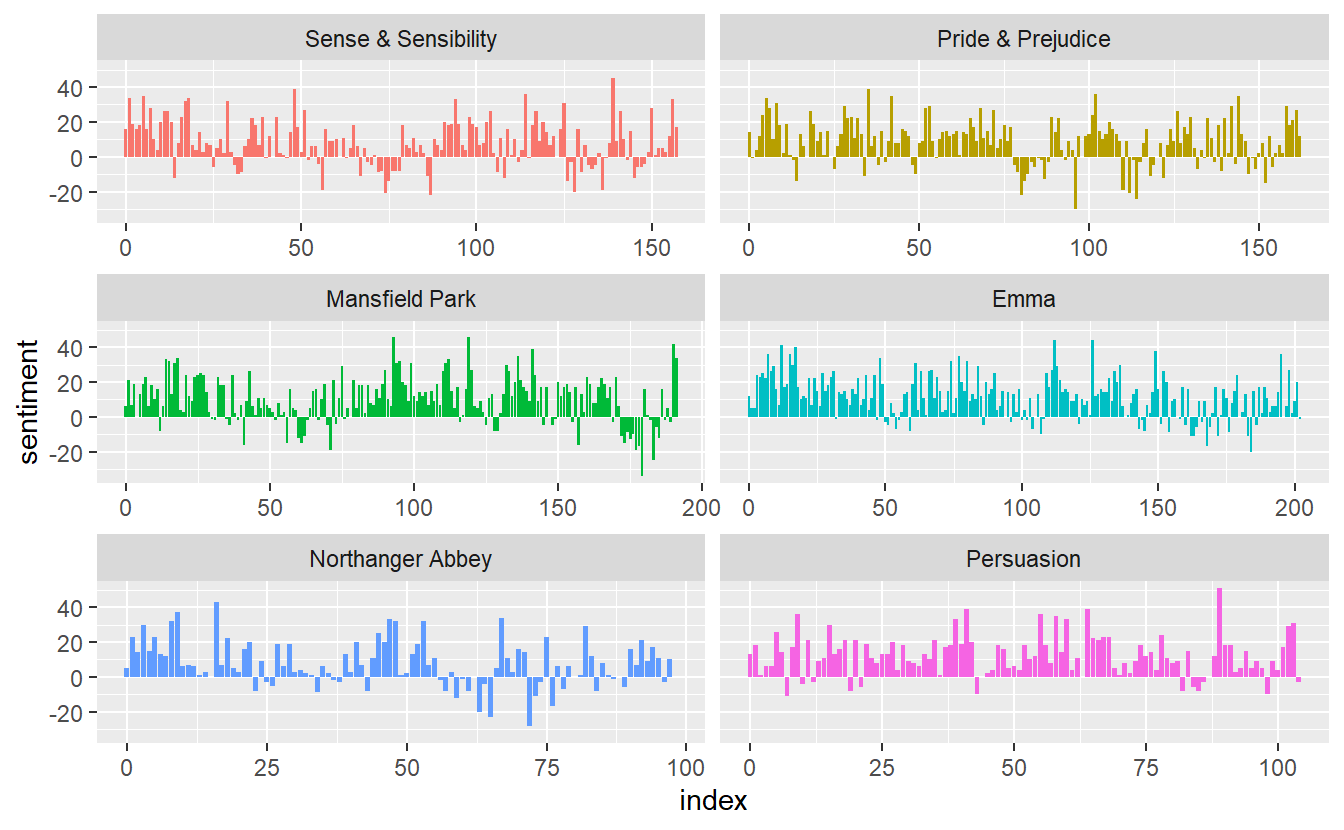 Sense & Sensibility
Pride & Prejudice
40
20
0
-20
0 50 100 150
0 50 100 150
Mansfield Park
Emma
sentiment
40
20
0
-20
0 50 100 150 200
0 50 100 150 200
Northanger Abbey
Persuasion
40
20
0
-20
0 25 50 75 100
0 25 50 75 100
index